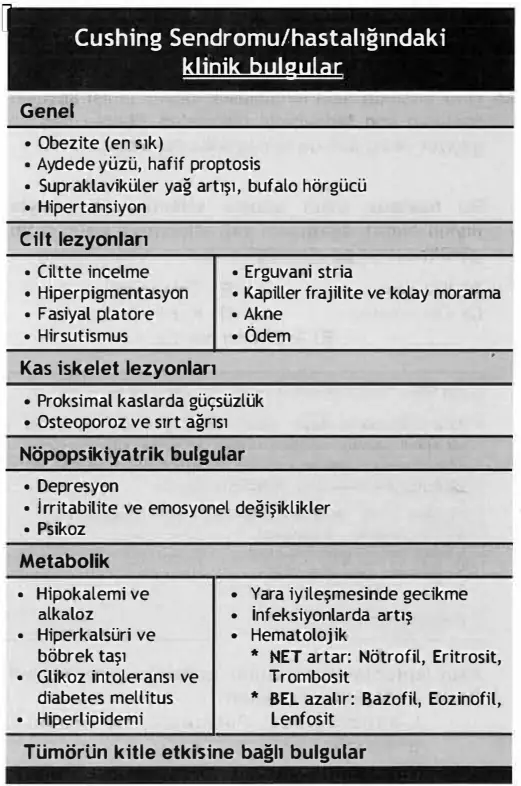 Cushing Sendromu/hastalığındaki
klinik bulgular
Genel
• Obezite (en sık)
• Aydede yüzü, hafif proptosis
• Supraklaviküler yağ artışı, bufalo hörgücü
• Hipertansiyon
Cilt lezyonları
• Ciltte incelme
• Hiperpigmentasyon
• Fasiyal platore
• Hirsutismus
• Erguvani stria
• Kapiller frajilite ve kolay morarma
• Akne
• Ödem
Kas iskelet lezyonları
• Proksimal kaslarda güçsüzlük
• Osteoporoz ve sırt ağrısı
Nöpopsikiyatrik bulgular
• Depresyon
• İrritabilite ve emosyonel değişiklikler
• Psikoz
Metabolik
• Hipokalemi ve
alkaloz
• Hiperkalsüri ve
böbrek taşı
• Glikoz intoleransı ve
diabetes mellitus
• Hiperlipidemi
• Yara iyileşmesinde gecikme
• İnfeksiyonlarda artış
• Hematolojik
* NET artar: Nötrofil, Eritrosit,
Trombosit
* BEL azalır: Bazofil, Eozinofil,
Lenfosit
Tümörün kitle etkisine bağlı bulgular